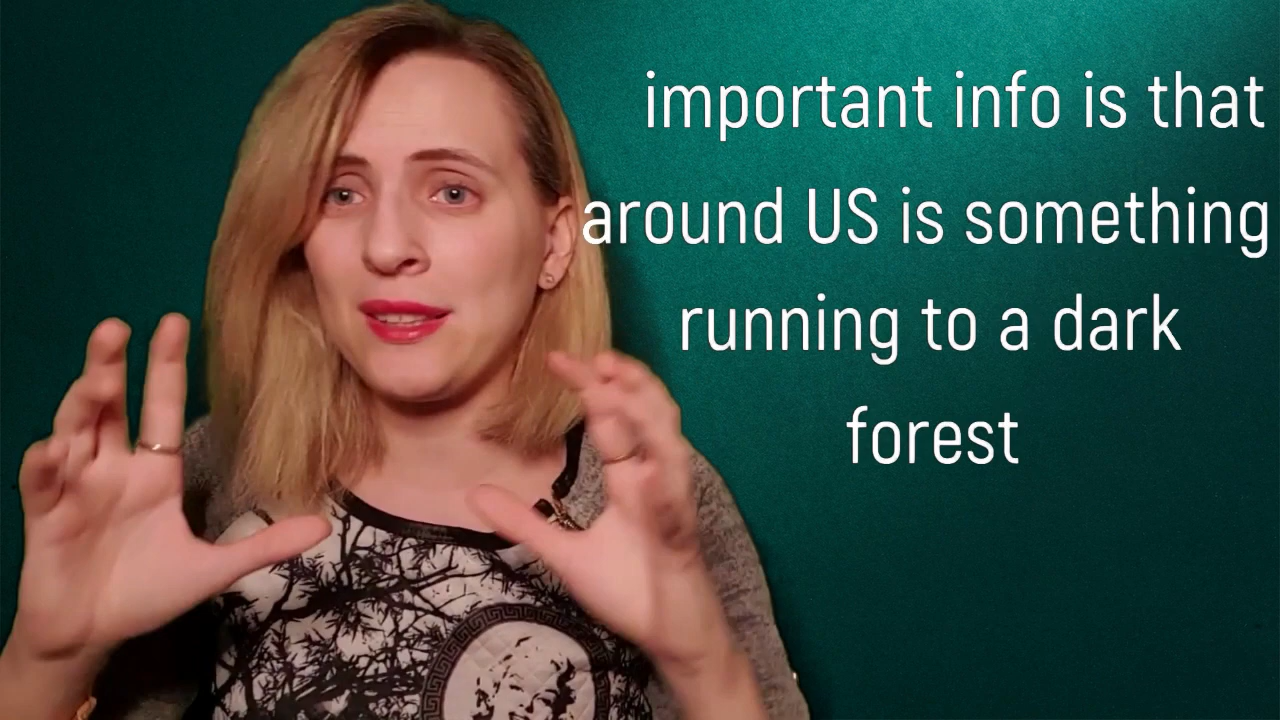 important info is that
around US is something
running to a dark
forest